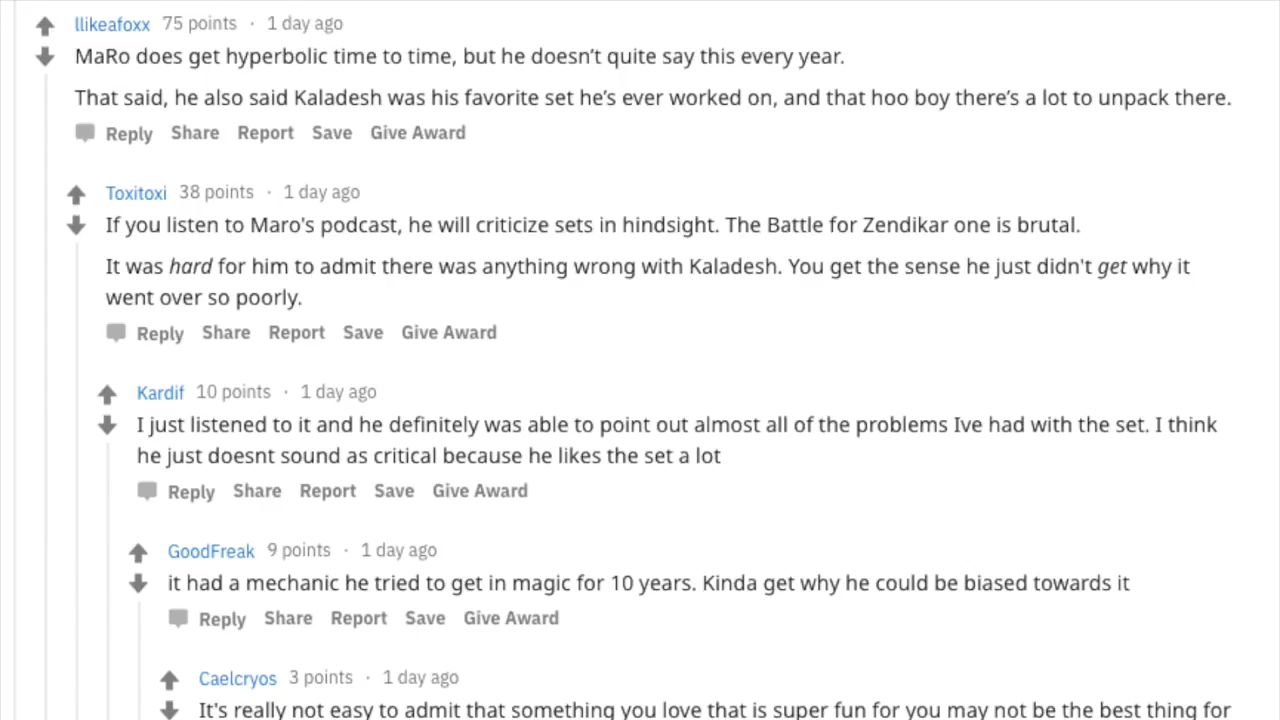 llikeafoxx 75 points · 1 day ago
MaRo does get hyperbolic time to time, but he doesn’t quite say this every year.
That said, he also said Kaladesh was his favorite set he’s ever worked on, and that hoo boy there’s a lot to unpack there.
Reply Share Report Save Give Award
Toxitoxi 38 points · 1 day ago
If you listen to Maro's podcast, he will criticize sets in hindsight. The Battle for Zendikar one is brutal.
It was hard for him to admit there was anything wrong with Kaladesh. You get the sense he just didn't get why it
went over so poorly.
Reply Share Report Save Give Award
Kardif 10 points · 1 day ago
I just listened to it and he definitely was able to point out almost all of the problems Ive had with the set. I think
he just doesnt sound as critical because he likes the set a lot
Reply Share Report Save Give Award
GoodFreak 9 points · 1 day ago
it had a mechanic he tried to get in magic for 10 years. Kinda get why he could be biased towards it
Reply Share Report Save Give Award
Caelcryos 3 points · 1 day ago
It's really not easy to admit that something you love that is super fun for you may not be the best thing for